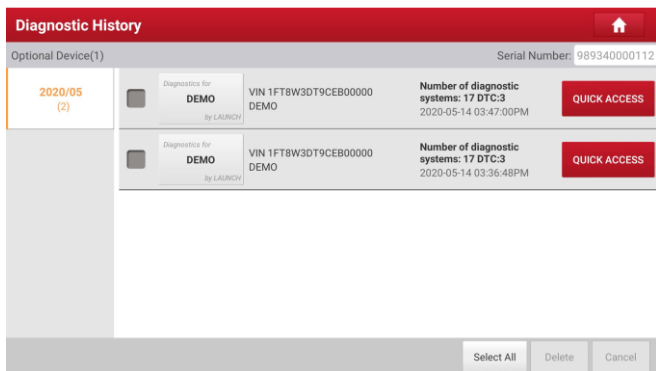 Diagnostic History
Optional Device(1)
Serial Number: 989340000112
2020/05
(2)
Diagnostics for
DEMO
by LAUNCH
VIN 1FT8W3DT9CEB00000
DEMO
Number of diagnostic
systems: 17 DTC:3
2020-05-14 03:47:00PM
QUICK ACCESS
Diagnostics for
DEMO
by LAUNCH
VIN 1FT8W3DT9CEB00000
DEMO
Number of diagnostic
systems: 17 DTC:3
2020-05-14 03:36:48PM
QUICK ACCESS
Select All
Delete
Cancel